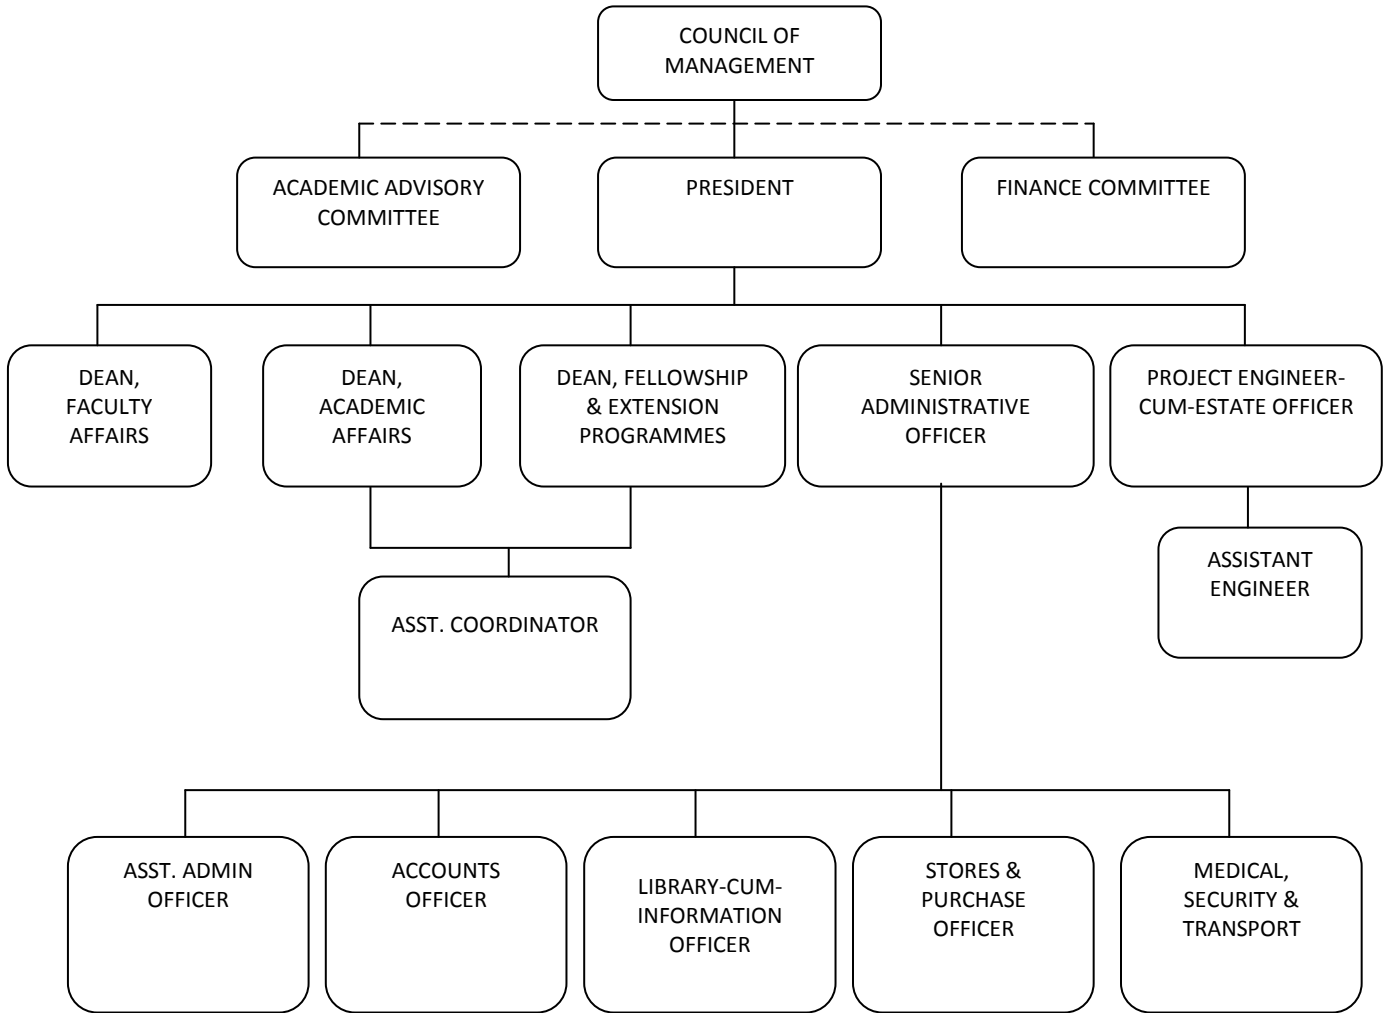 COUNCIL OF
MANAGEMENT
ACADEMIC ADVISORY
COMMITTEE
PRESIDENT
FINANCE COMMITTEE
DEAN,
FACULTY
AFFAIRS
DEAN,
ACADEMIC
AFFAIRS
DEAN, FELLOWSHIP
& EXTENSION
PROGRAMMES
SENIOR
ADMINISTRATIVE
OFFICER
PROJECT ENGINEER-
CUM-ESTATE OFFICER
ASSISTANT
ENGINEER
ASST. COORDINATOR
ASST. ADMIN
OFFICER
ACCOUNTS
OFFICER
LIBRARY-CUM-
INFORMATION
OFFICER
STORES &
PURCHASE
OFFICER
MEDICAL,
SECURITY &
TRANSPORT